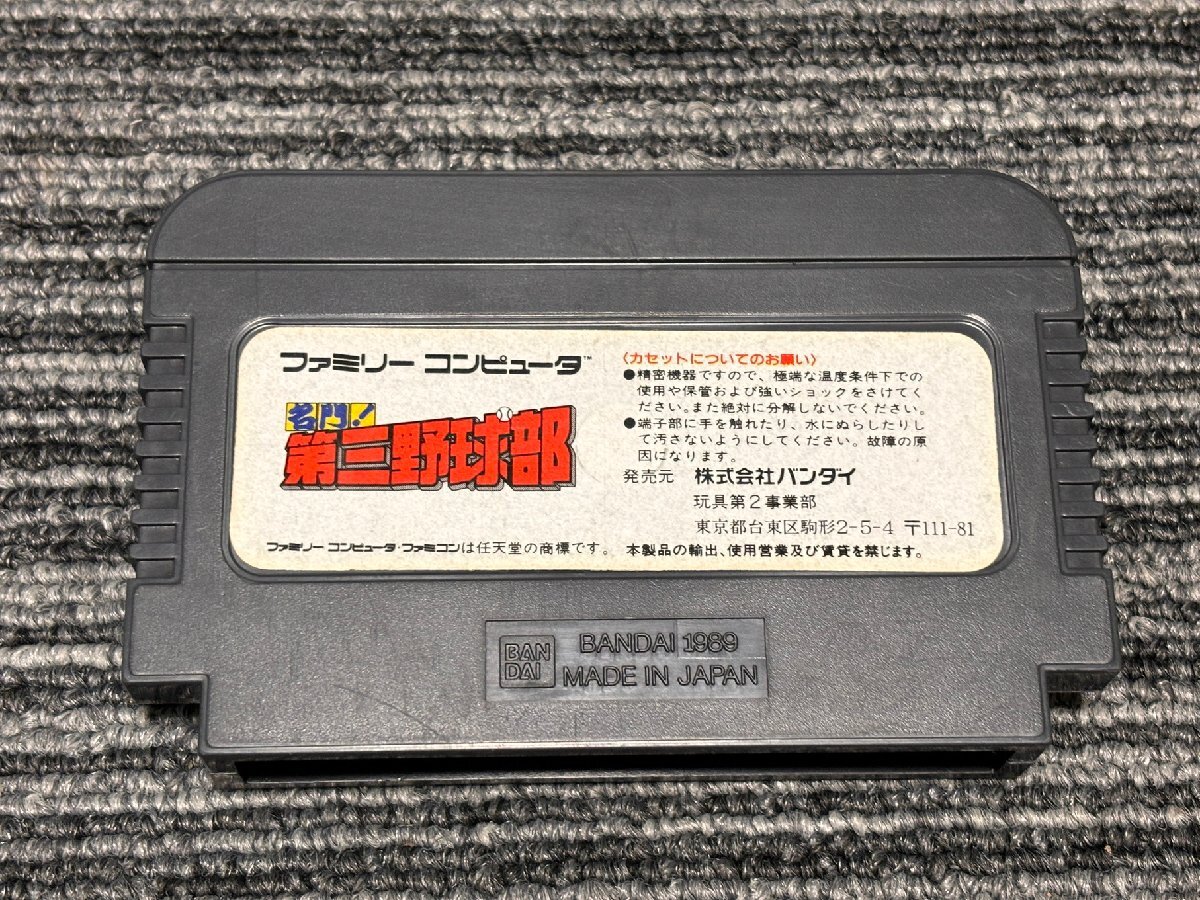 ファミリー コンピュータ™
名門!
第三野球部
〈カセットについてのお願い〉
●精密機器ですので、極端な温度条件下での
使用や保管および強いショックをさけてく
ださい。また絶対に分解しないでください。
●端子部に手を触れたり、水にぬらしたりし
て汚さないようにしてください。故障の原
因になります。
発売元 株式会社バンダイ
玩具第2事業部
東京都台東区駒形2-5-4 〒111-81
ファミリー コンピュータ・ファミコンは任天堂の商標です。 本製品の輸出、使用営業及び賃貸を禁じます。
BAN
DAI
BANDAI 1989
MADE IN JAPAN